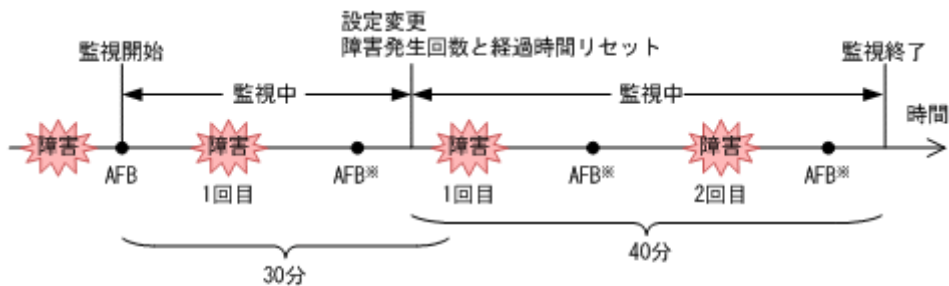 設定変更
障害発生回数と経過時間リセット
監視開始
監視終了
監視中
監視中
時間
障害
障害
障害
障害
AFB
AFB※
AFB※
AFB※
1回目
1回目
2回目
30分
40分